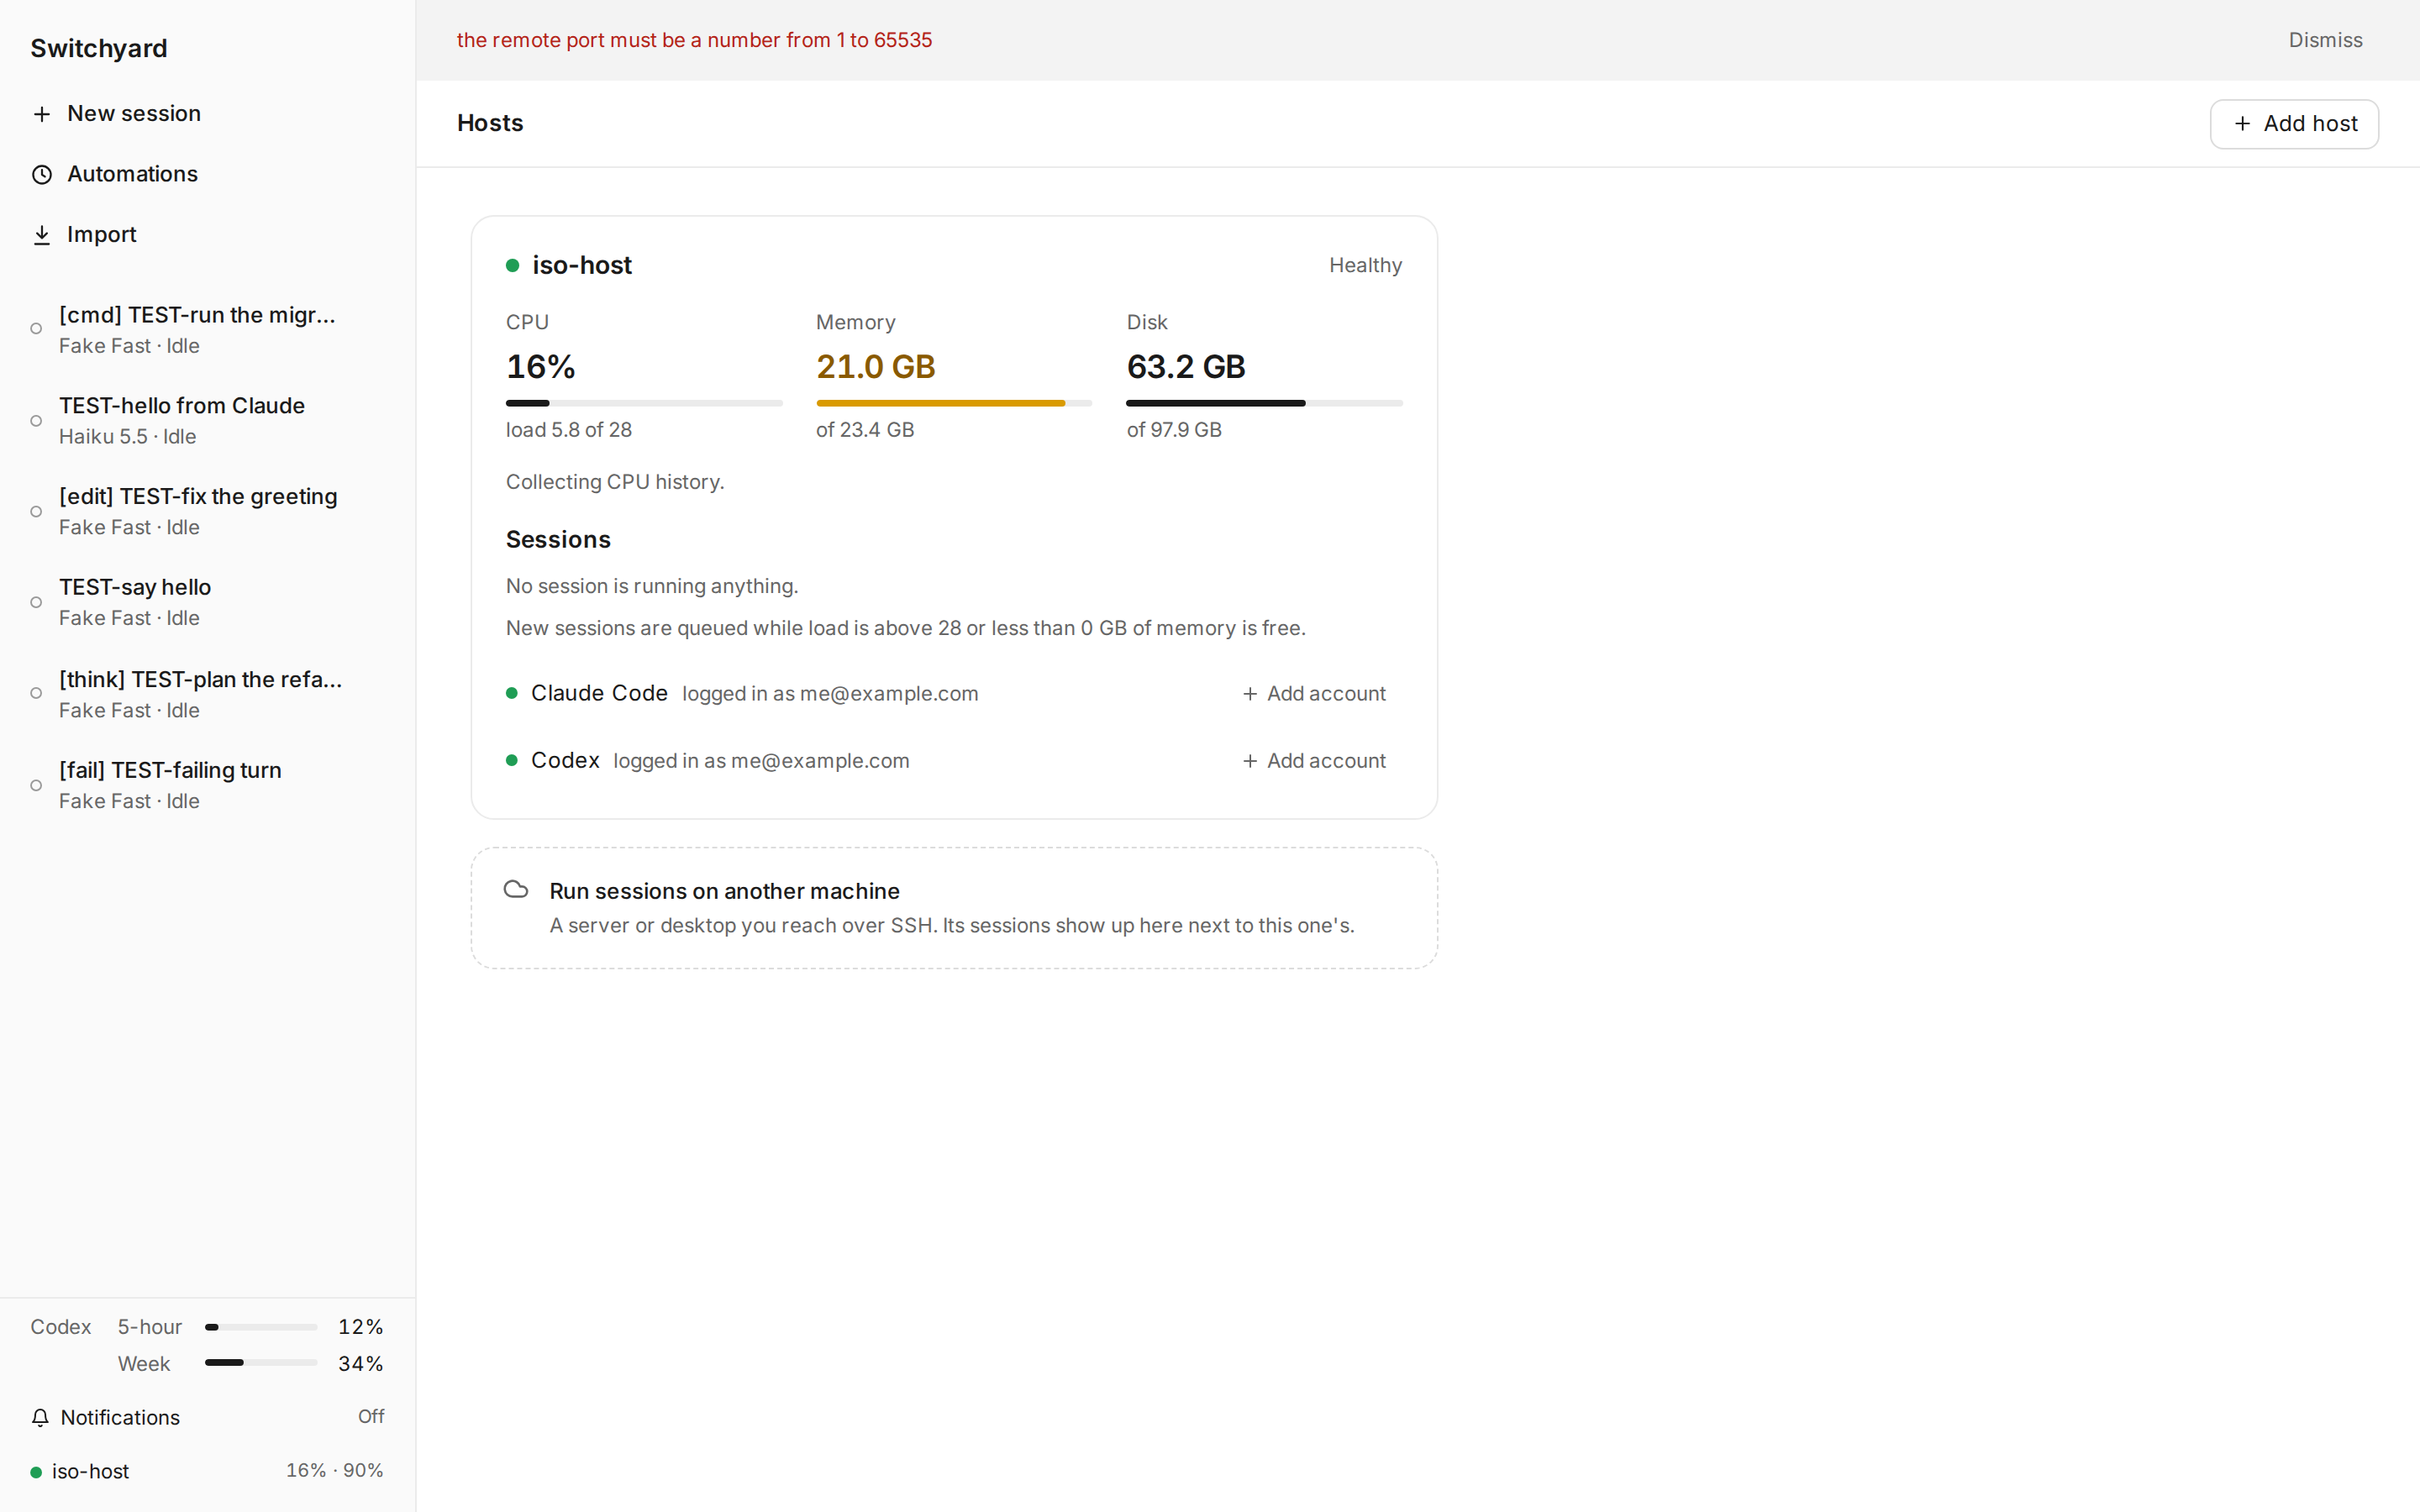 Switchyard
New session
Automations
Import
[cmd] TEST-run the migr...
Fake Fast · Idle
TEST-hello from Claude
Haiku 5.5 · Idle
[edit] TEST-fix the greeting
Fake Fast · Idle
TEST-say hello
Fake Fast · Idle
[think] TEST-plan the refa...
Fake Fast · Idle
[fail] TEST-failing turn
Fake Fast · Idle
Codex 5-hour 12%
Week 34%
Notifications Off
iso-host 16% · 90%
the remote port must be a number from 1 to 65535 Dismiss
Hosts + Add host
iso-host Healthy
CPU Memory Disk
16% 21.0 GB 63.2 GB
load 5.8 of 28 of 23.4 GB of 97.9 GB
Collecting CPU history.
Sessions
No session is running anything.
New sessions are queued while load is above 28 or less than 0 GB of memory is free.
Claude Code logged in as me@example.com + Add account
Codex logged in as me@example.com + Add account
Run sessions on another machine
A server or desktop you reach over SSH. Its sessions show up here next to this one's.